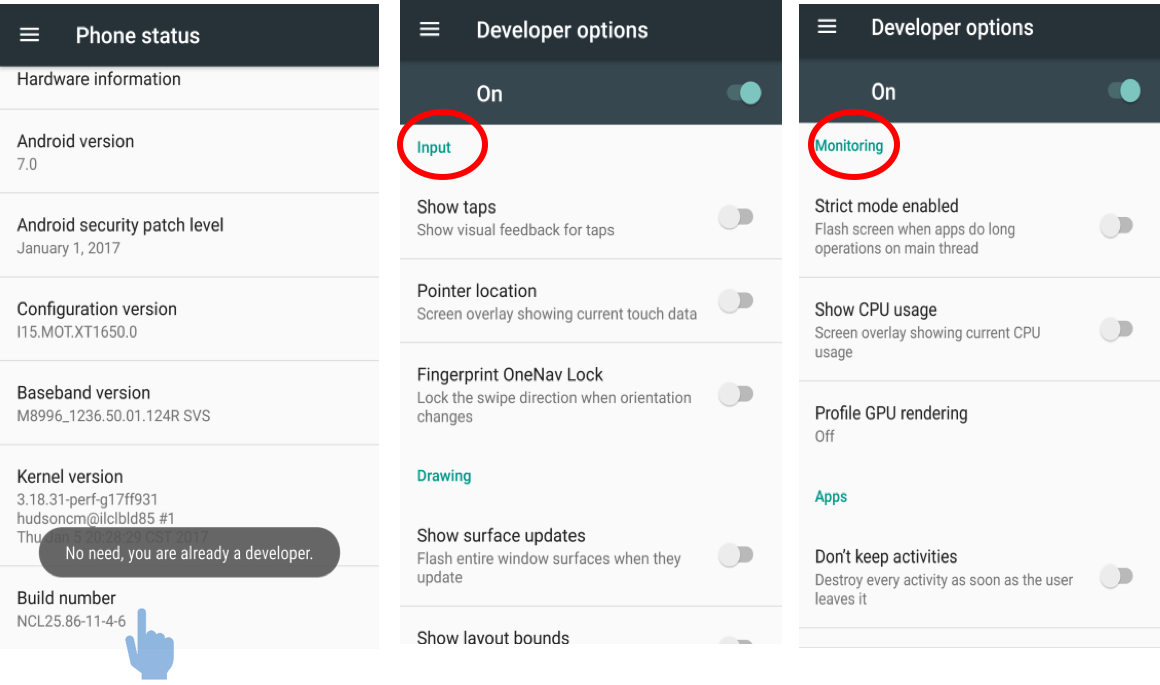 Phone status
Hardware information
Android version
7.0
Android security patch level
January 1, 2017
Configuration version
I15.MOT.XT1650.0
Baseband version
M8996_1236.50.01.124R SVS
Kernel version
3.18.31-perf-g17ff931
hudsoncm@ilclbld85 #1
Thu Jan 5 20:28:29 CST 2017
No need, you are already a developer.
Build number
NCL25.86-11-4-6
Developer options
On
Input
Show taps
Show visual feedback for taps
Pointer location
Screen overlay showing current touch data
Fingerprint OneNav Lock
Lock the swipe direction when orientation
changes
Drawing
Show surface updates
Flash entire window surfaces when they
update
Show layout bounds
Developer options
On
Monitoring
Strict mode enabled
Flash screen when apps do long
operations on main thread
Show CPU usage
Screen overlay showing current CPU
usage
Profile GPU rendering
Off
Apps
Don't keep activities
Destroy every activity as soon as the user
leaves it